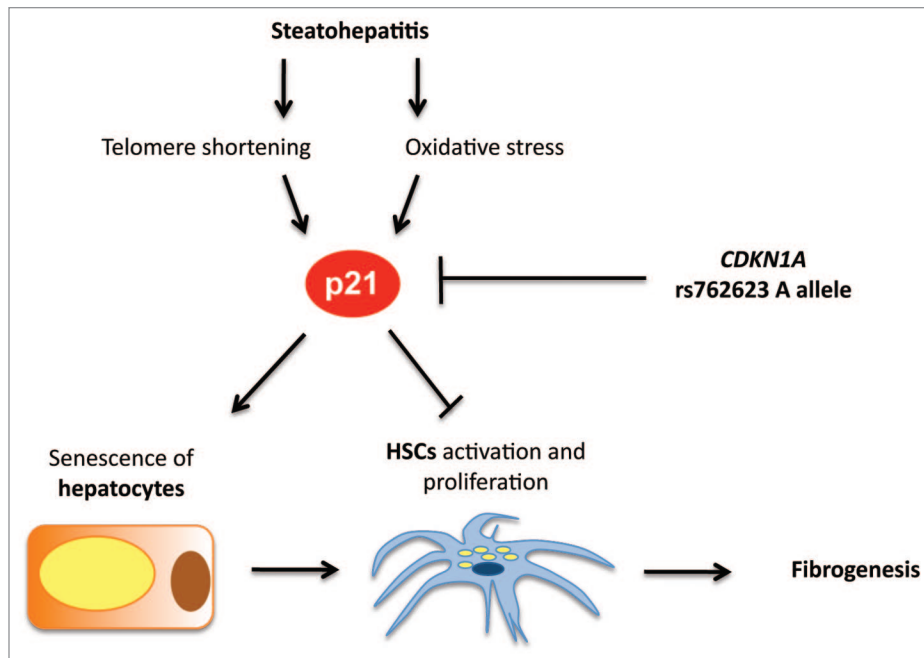 Steatohepatitis
Telomere shortening
Oxidative stress
p21
CDKN1A
rs762623 A allele
Senescence of
hepatocytes
HSCs activation and
proliferation
Fibrogenesis